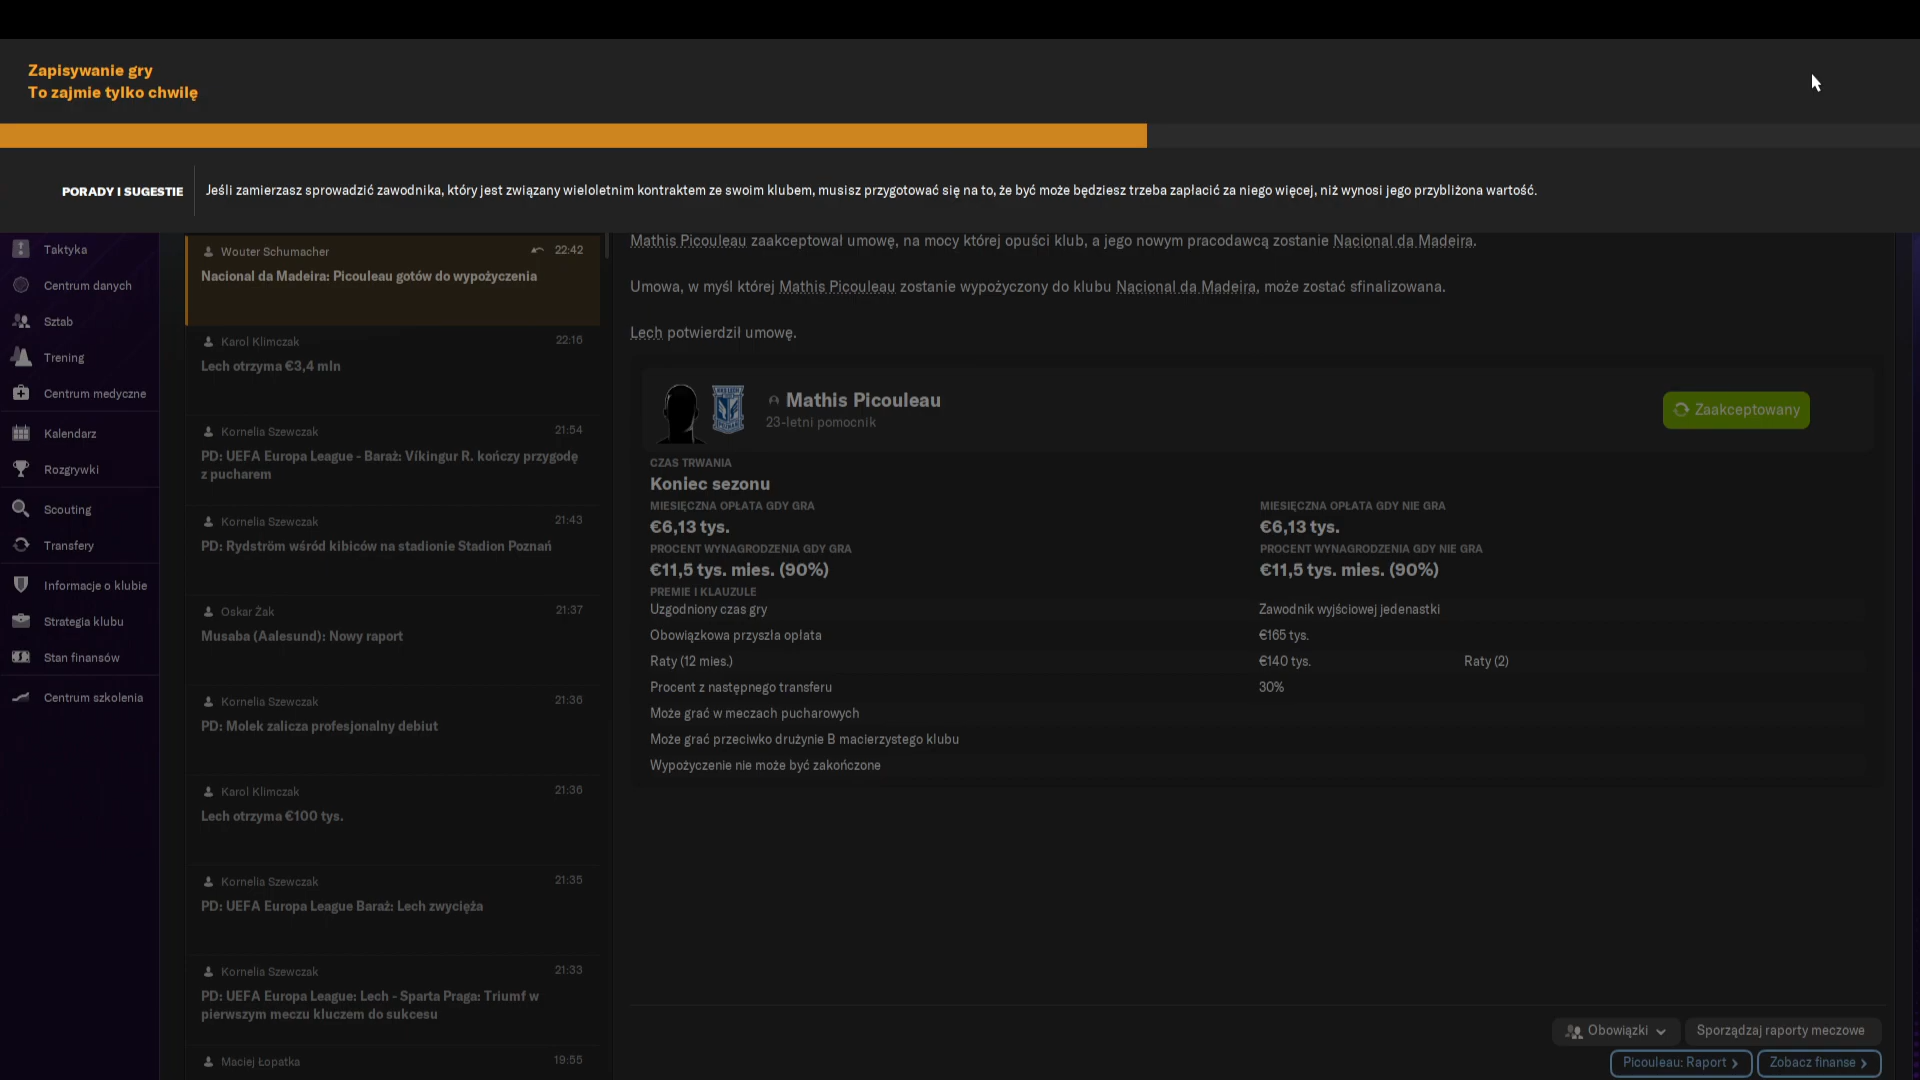 Zapisywanie gry
To zajmie tylko chwilę
PORADY I SUGESTIE
Jeśli zamierzasz sprowadzić zawodnika, który jest związany wieloletnim kontraktem ze swoim klubem, musisz przygotować się na to, że być może będziesz trzeba zapłacić za niego więcej, niż wynosi jego przybliżona wartość.
Taktyka
Centrum danych
Sztab
Trening
Centrum medyczne
Kalendarz
Rozgrywki
Scouting
Transfery
Informacje o klubie
Strategia klubu
Stan finansów
Centrum szkolenia
Wouter Schumacher 22:42
Nacional da Madeira: Picouleau gotów do wypożyczenia
Karol Klimczak 22:16
Lech otrzyma €3,4 mln
Kornelia Szewczak 21:54
PD: UEFA Europa League - Baraż: Víkingur R. kończy przygodę
z pucharem
Kornelia Szewczak 21:43
PD: Rydström wśród kibiców na stadionie Stadion Poznań
Oskar Żak 21:37
Musaba (Aalesund): Nowy raport
Kornelia Szewczak 21:36
PD: Molek zalicza profesjonalny debiut
Karol Klimczak 21:36
Lech otrzyma €100 tys.
Kornelia Szewczak 21:35
PD: UEFA Europa League Baraż: Lech zwycięża
Kornelia Szewczak 21:33
PD: UEFA Europa League: Lech - Sparta Praga: Triumf w
pierwszym meczu kluczem do sukcesu
Maciej Łopatka 19:55
Mathis Picouleau zaakceptował umowę, na mocy której opuści klub, a jego nowym pracodawcą zostanie Nacional da Madeira.
Umowa, w myśl której Mathis Picouleau zostanie wypożyczony do klubu Nacional da Madeira, może zostać sfinalizowana.
Lech potwierdził umowę.
Mathis Picouleau
23-letni pomocnik
Zaakceptowany
CZAS TRWANIA
Koniec sezonu
MIESIĘCZNA OPŁATA GDY GRA MIESIĘCZNA OPŁATA GDY NIE GRA
€6,13 tys. €6,13 tys.
PROCENT WYNAGRODZENIA GDY GRA PROCENT WYNAGRODZENIA GDY NIE GRA
€11,5 tys. mies. (90%) €11,5 tys. mies. (90%)
PREMIE I KLAUZULE
Uzgodniony czas gry Zawodnik wyjściowej jedenastki
Obowiązkowa przyszła opłata €165 tys.
Raty (12 mies.) €140 tys. Raty (2)
Procent z następnego transferu 30%
Może grać w meczach pucharowych
Może grać przeciwko drużynie B macierzystego klubu
Wypożyczenie nie może być zakończone
Obowiązki Sporządzaj raporty meczowe
Picouleau: Raport Zobacz finanse